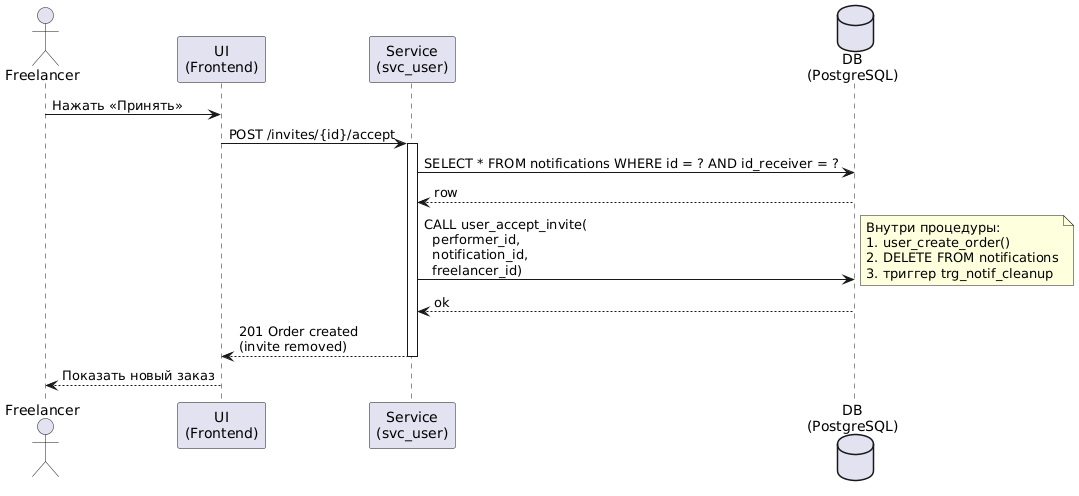 Freelancer
UI
(Frontend)
Service
(svc_user)
DB
(PostgreSQL)
Нажать «Принять»
POST /invites/{id}/accept
SELECT * FROM notifications WHERE id = ? AND id_receiver = ?
row
CALL user_accept_invite(
performer_id,
notification_id,
freelancer_id)
Внутри процедуры:
1. user_create_order()
2. DELETE FROM notifications
3. триггер trg_notif_cleanup
ok
201 Order created
(invite removed)
Показать новый заказ
Freelancer
UI
(Frontend)
Service
(svc_user)
DB
(PostgreSQL)